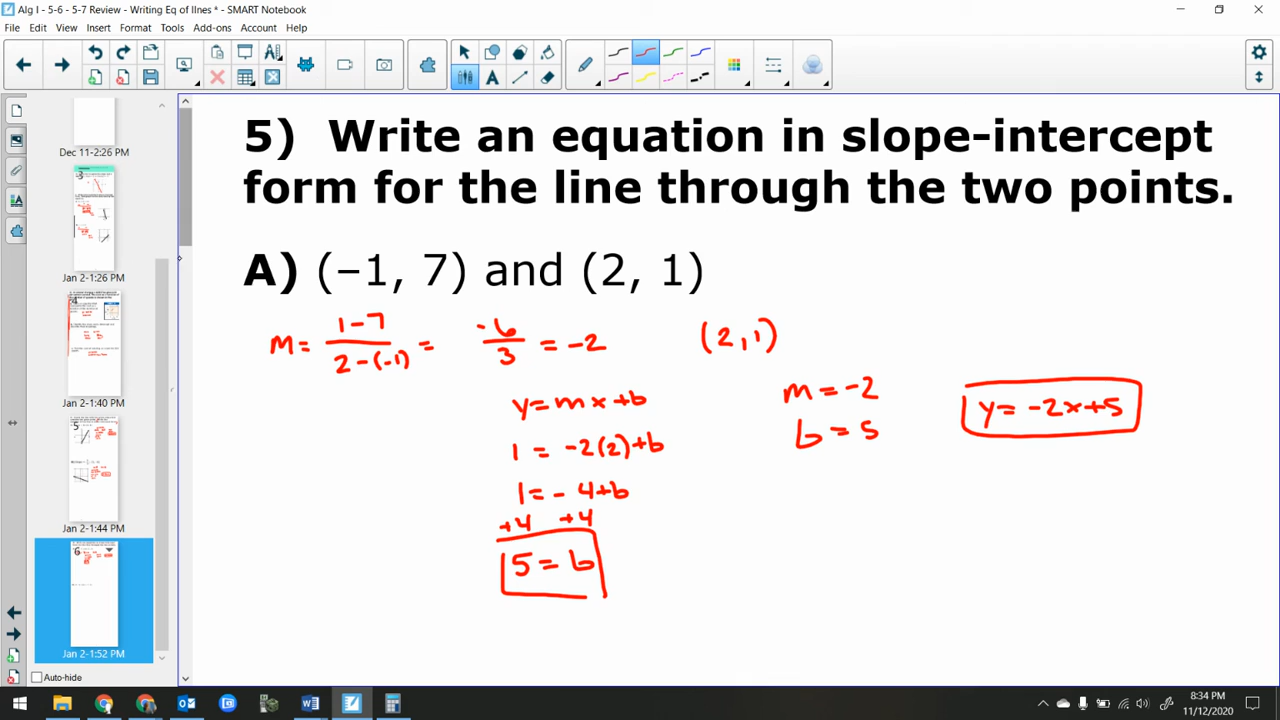 Alg I - 5-6 - 5-7 Review - Writing Eq of lInes * - SMART Notebook
File Edit View Insert Format Tools Add-ons Account Help
Dec 11-2:26 PM
Jan 2-1:26 PM
Jan 2-1:40 PM
Jan 2-1:44 PM
Jan 2-1:52 PM
Auto-hide
5) Write an equation in slope-intercept
form for the line through the two points.
A) (−1, 7) and (2, 1)
m = 1-7 / 2-(-1) = -6 / 3 = -2 (2,1)
y=mx+b
m = -2
y= -2x+5
1 = -2(2)+b
b = 5
1= - 4+b
+4 +4
5 = b
8:34 PM
11/12/2020